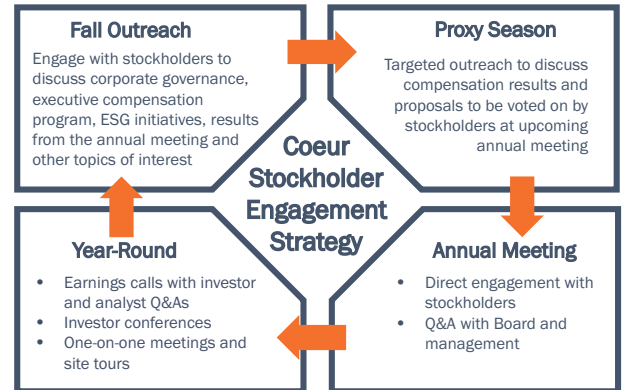 Fall Outreach
Engage with stockholders to
discuss corporate governance,
executive compensation
program, ESG initiatives, results
from the annual meeting and
other topics of interest
Proxy Season
Targeted outreach to discuss
compensation results and
proposals to be voted on by
stockholders at upcoming
annual meeting
Coeur
Stockholder
Engagement
Strategy
Year-Round
• Earnings calls with investor
and analyst Q&As
• Investor conferences
• One-on-one meetings and
site tours
Annual Meeting
• Direct engagement with
stockholders
• Q&A with Board and
management